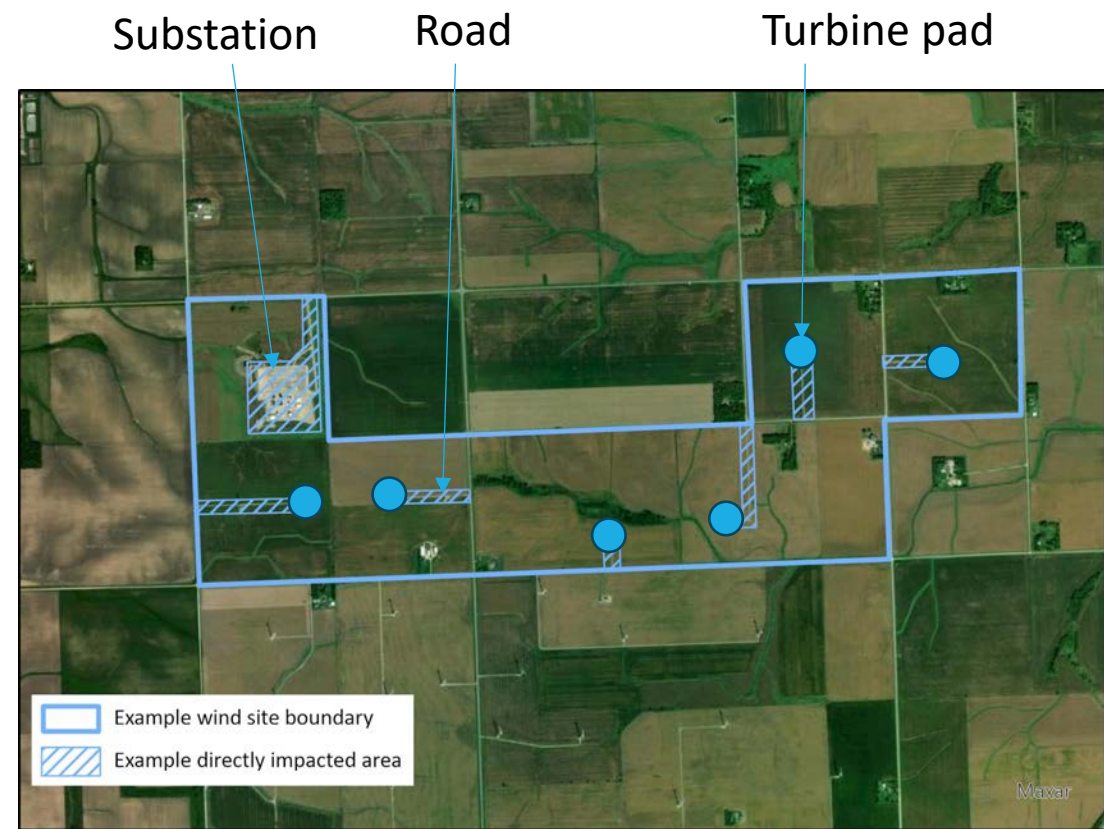 Substation
Road
Turbine pad
Example wind site boundary
Example directly impacted area
Maxar